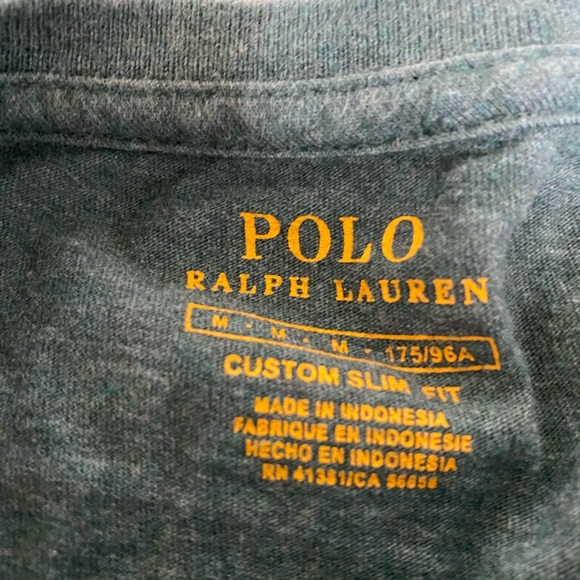 POLO
RALPH LAUREN
M - M - M - 175/96A
CUSTOM SLIM FIT
MADE IN INDONESIA
FABRIQUE EN INDONESIE
HECHO EN INDONESIA
RN 41381/CA 56658